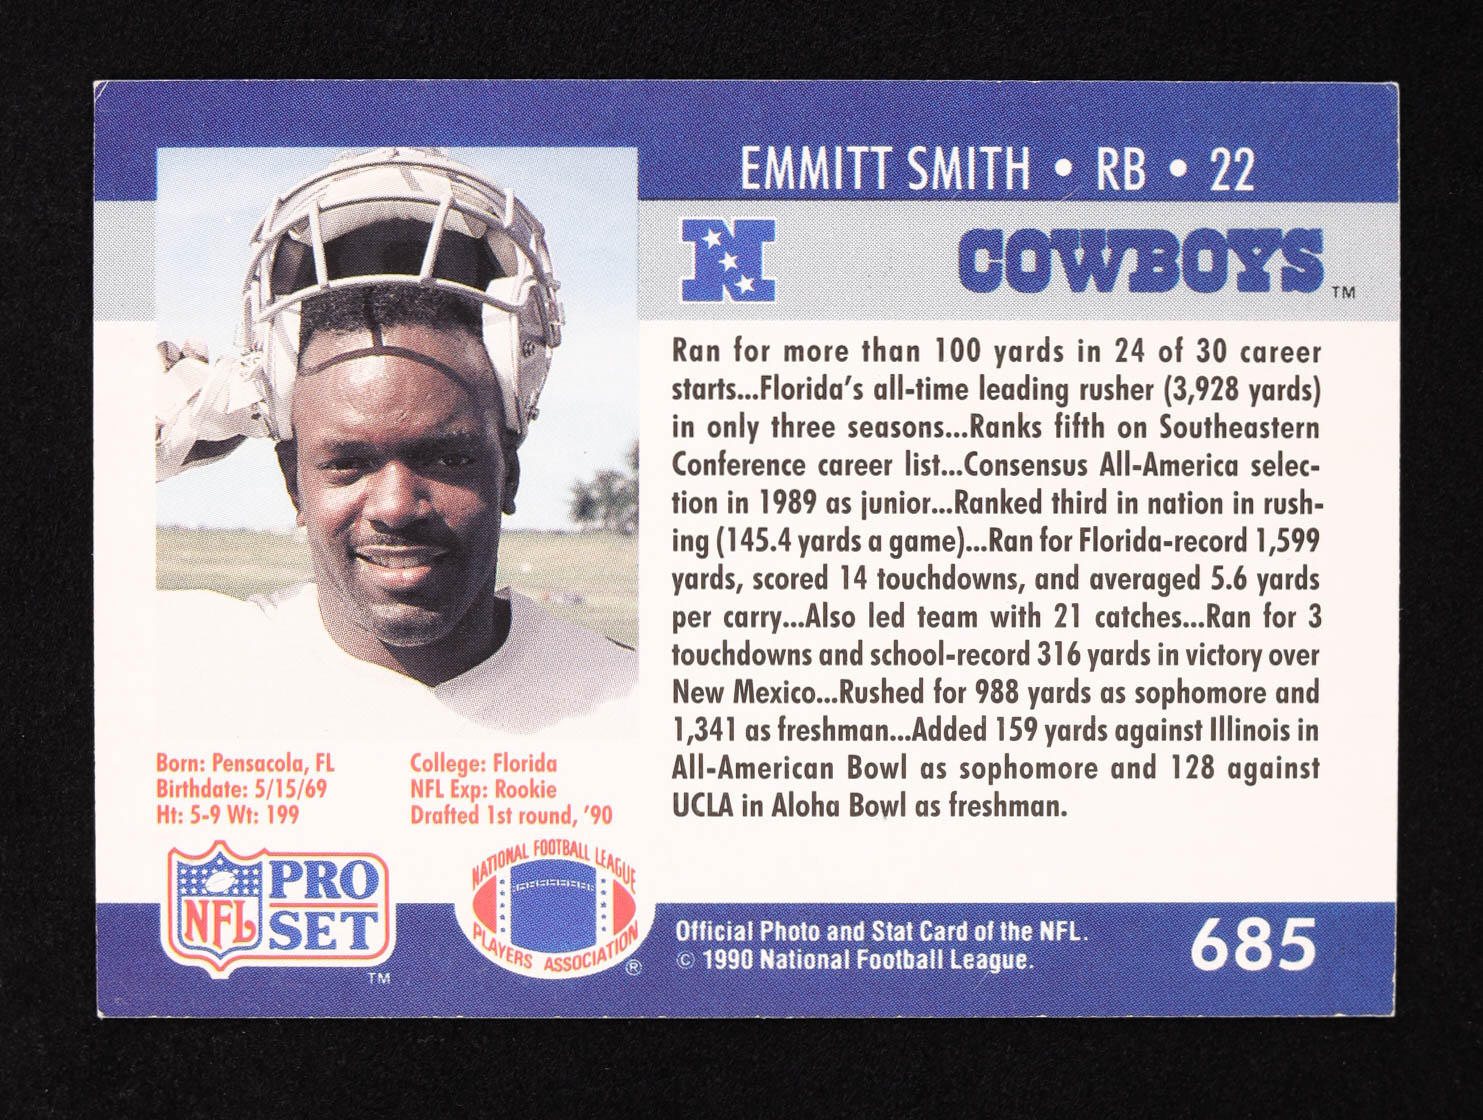 EMMITT SMITH • RB • 22
N
COWBOYS TM
Ran for more than 100 yards in 24 of 30 career
starts...Florida's all-time leading rusher (3,928 yards)
in only three seasons...Ranks fifth on Southeastern
Conference career list...Consensus All-America selec-
tion in 1989 as junior...Ranked third in nation in rush-
ing (145.4 yards a game)...Ran for Florida-record 1,599
yards, scored 14 touchdowns, and averaged 5.6 yards
per carry...Also led team with 21 catches...Ran for 3
touchdowns and school-record 316 yards in victory over
New Mexico...Rushed for 988 yards as sophomore and
1,341 as freshman...Added 159 yards against Illinois in
All-American Bowl as sophomore and 128 against
UCLA in Aloha Bowl as freshman.
Born: Pensacola, FL
Birthdate: 5/15/69
Ht: 5-9 Wt: 199
College: Florida
NFL Exp: Rookie
Drafted 1st round, '90
NFL
PRO
SET
TM
NATIONAL FOOTBALL LEAGUE
PLAYERS ASSOCIATION ®
Official Photo and Stat Card of the NFL.
© 1990 National Football League.
685